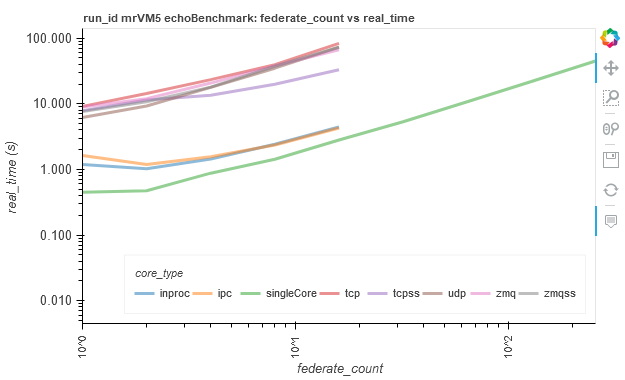 run_id mrVM5 echoBenchmark: federate_count vs real_time
100.000
10.000
1.000
0.100
0.010
real_time (s)
core_type
inproc ipc singleCore tcp tcpss udp zmq zmqss
10^0 10^1 10^2
federate_count